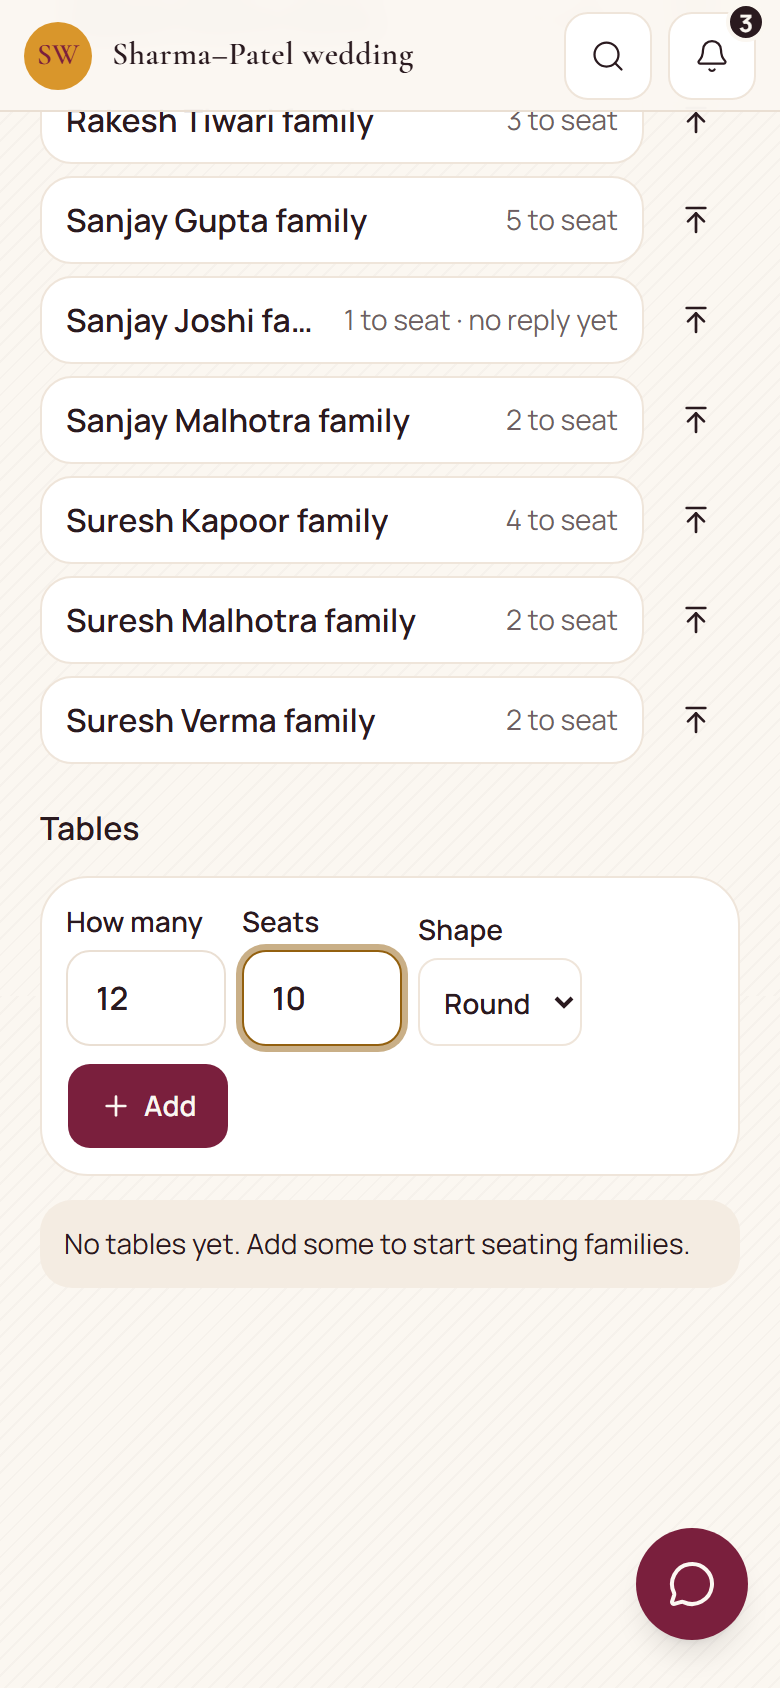 SW
Sharma–Patel wedding
3
Rakesh Tiwari family 3 to seat
Sanjay Gupta family 5 to seat
Sanjay Joshi fa... 1 to seat · no reply yet
Sanjay Malhotra family 2 to seat
Suresh Kapoor family 4 to seat
Suresh Malhotra family 2 to seat
Suresh Verma family 2 to seat
Tables
How many Seats Shape
12 10 Round
+ Add
No tables yet. Add some to start seating families.